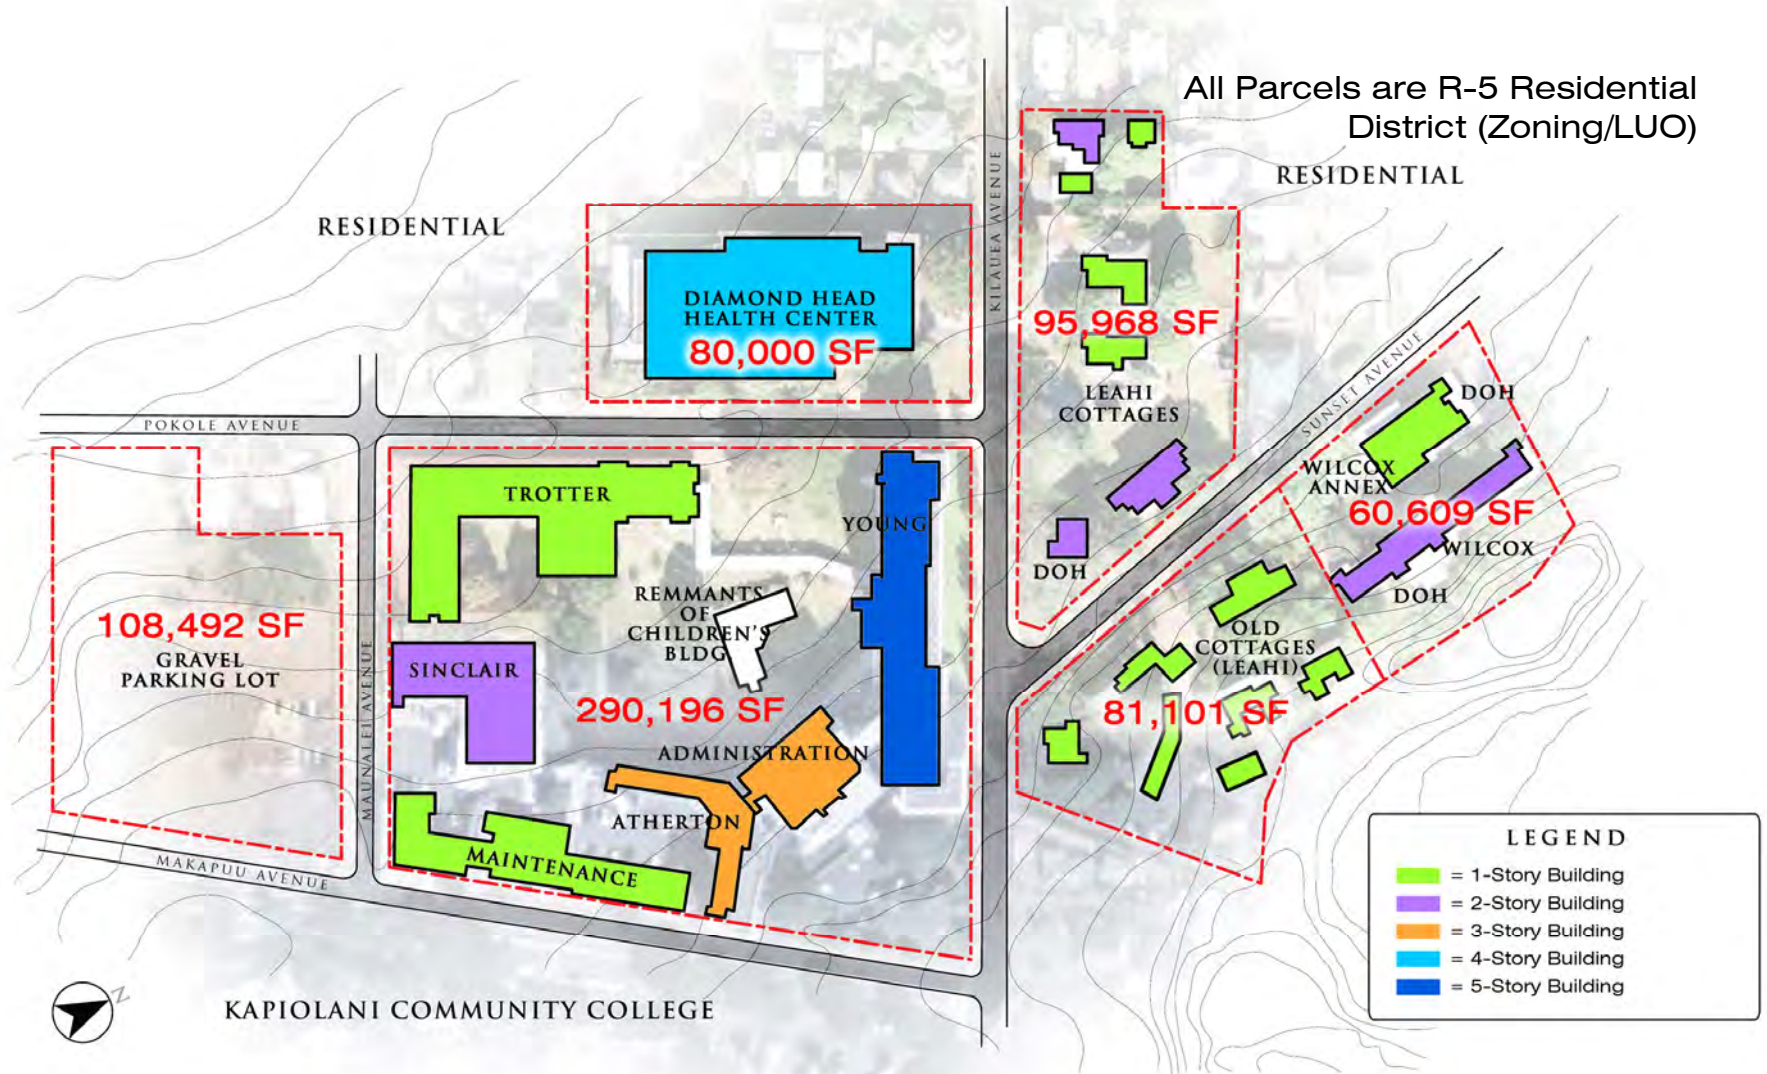 All Parcels are R-5 Residential
District (Zoning/LUO)
RESIDENTIAL
RESIDENTIAL
KILAUEA AVENUE
DIAMOND HEAD
HEALTH CENTER
80,000 SF
95,968 SF
LEAHI
COTTAGES
SUNSET AVENUE
DOH
POKOLE AVENUE
WILCOX
ANNEX
TROTTER
YOUNG
60,609 SF
WILCOX
DOH
DOH
REMMANTS
OF
CHILDREN'S
BLDG
108,492 SF
GRAVEL
PARKING LOT
MAUNALEI AVENUE
SINCLAIR
OLD
COTTAGES
(LEAHI)
290,196 SF
81,101 SF
ADMINISTRATION
ATHERTON
MAINTENANCE
MAKAPUU AVENUE
LEGEND
= 1-Story Building
= 2-Story Building
= 3-Story Building
= 4-Story Building
= 5-Story Building
N
KAPIOLANI COMMUNITY COLLEGE